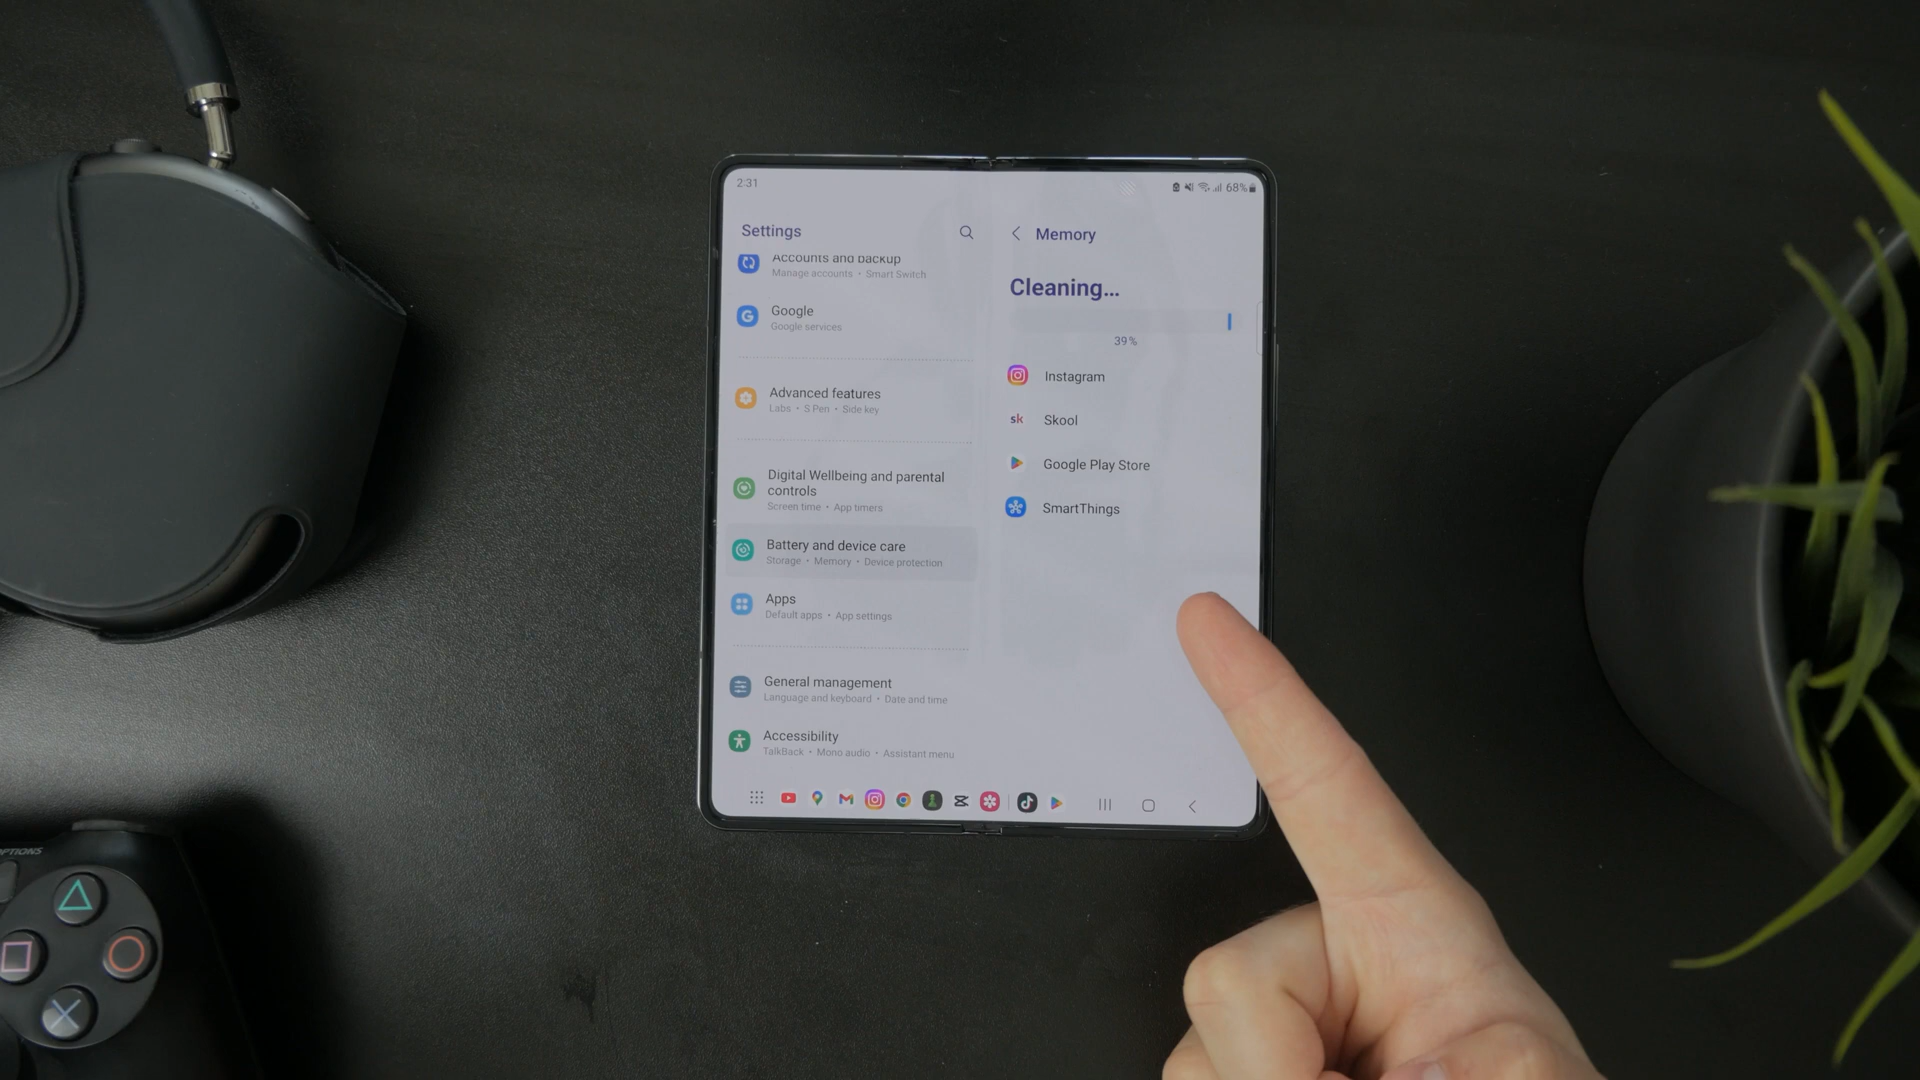 2:31
68%
Settings
Accounts and backup
Manage accounts • Smart Switch
Google
Google services
Advanced features
Labs • S Pen • Side key
Digital Wellbeing and parental
controls
Screen time • App timers
Battery and device care
Storage • Memory • Device protection
Apps
Default apps • App settings
General management
Language and keyboard • Date and time
Accessibility
TalkBack • Mono audio • Assistant menu
Memory
Cleaning...
39%
Instagram
sk
Skool
Google Play Store
SmartThings